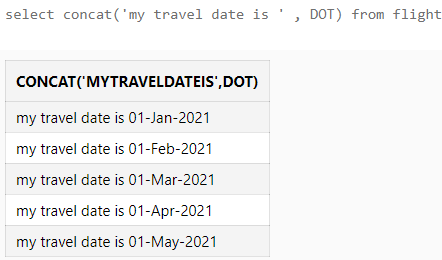 select concat('my travel date is ' , DOT) from flight
CONCAT('MYTRAVELDATEIS',DOT)
my travel date is 01-Jan-2021
my travel date is 01-Feb-2021
my travel date is 01-Mar-2021
my travel date is 01-Apr-2021
my travel date is 01-May-2021